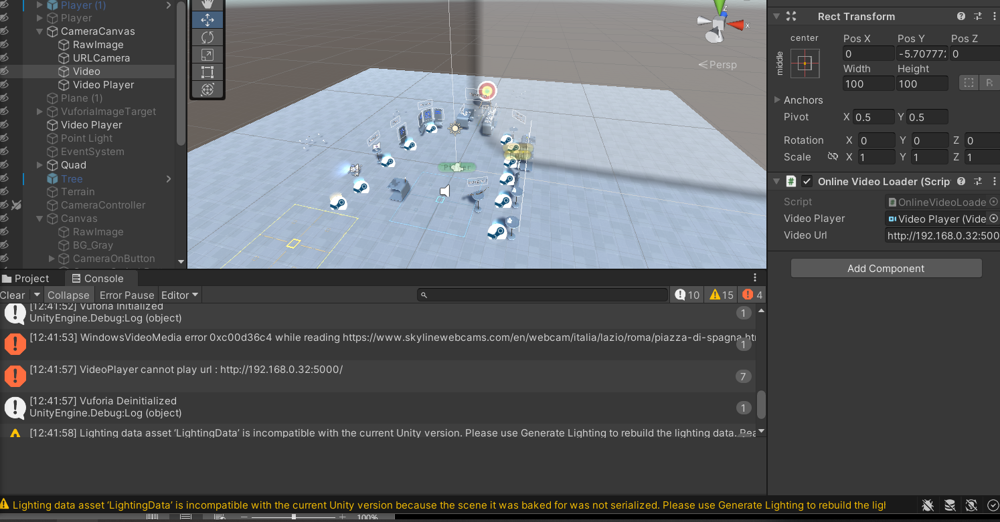 Player (1)
Player
CameraCanvas
RawImage
URLCamera
Video
Video Player
Plane (1)
VuforiaImageTarget
Video Player
Point Light
EventSystem
Quad
Tree
Terrain
CameraController
Canvas
RawImage
BG_Gray
CameraOnButton
z
x
Persp
Player
Rect Transform
center
middle
Pos X Pos Y Pos Z
0 -5.70777 0
Width Height
100 100
R
Anchors
Pivot X 0.5 Y 0.5
Rotation X 0 Y 0 Z 0
Scale X 1 Y 1 Z 1
# Online Video Loader (Scrip
Script # OnlineVideoLoade
Video Player Video Player (Vide
Video Url http://192.168.0.32:500
Add Component
Project Console
Clear Collapse Error Pause Editor 10 15 4
[12:41:52] Vuforia Initialized
UnityEngine.Debug:Log (object)
1
[12:41:53] WindowsVideoMedia error 0xc00d36c4 while reading https://www.skylinewebcams.com/en/webcam/italia/lazio/roma/piazza-di-spagna.htm
1
[12:41:57] VideoPlayer cannot play url : http://192.168.0.32:5000/
7
[12:41:57] Vuforia Deinitialized
UnityEngine.Debug:Log (object)
1
[12:41:58] Lighting data asset ‘LightingData’ is incompatible with the current Unity version. Please use Generate Lighting to rebuild the lighting data. Rea
Lighting data asset ‘LightingData’ is incompatible with the current Unity version because the scene it was baked for was not serialized. Please use Generate Lighting to rebuild the ligh
100%